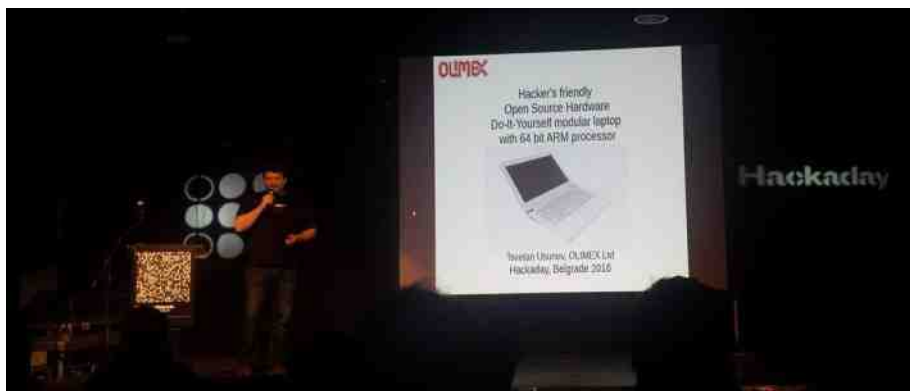 OLIMEX
Hacker's friendly
Open Source Hardware
Do-It-Yourself modular laptop
with 64 bit ARM processor
Tsvetan Usunov, OLIMEX Ltd
Hackaday, Belgrade 2016
Hackaday